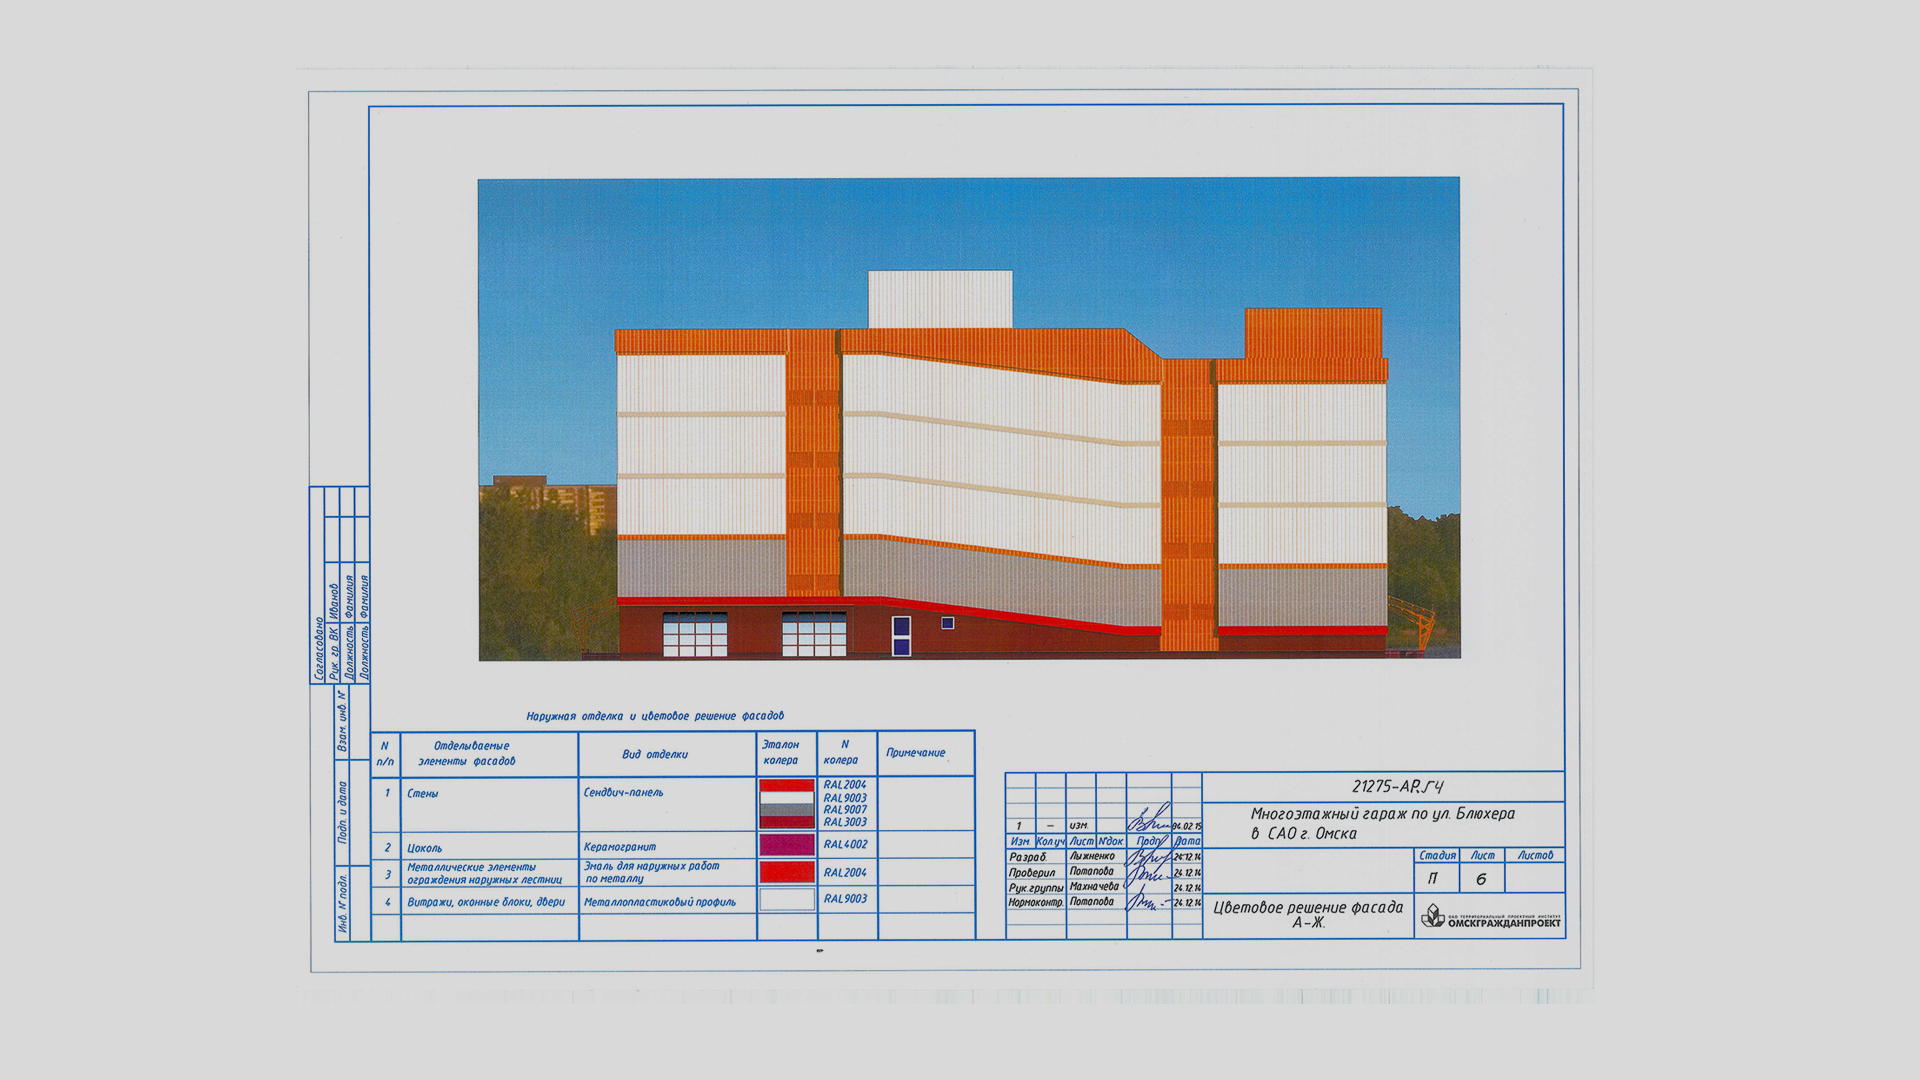 Согласовано
Рук. гр. ВК Иванов
Должность Фамилия
Должность Фамилия
Взам. инв. N°
Подп. и дата
Инв. N° подл.
Наружная отделка и цветовое решение фасадов
N п/п
Отделываемые элементы фасадов
Вид отделки
Эталон колера
N колера
Примечание
1 Стены Сендвич-панель RAL2004
RAL9003
RAL9007
RAL3003
2 Цоколь Керамогранит RAL4002
3 Металлические элементы ограждения наружных лестниц Эмаль для наружных работ по металлу RAL2004
4 Витражи, оконные блоки, двери Металлопластиковый профиль RAL9003
21275-АР.ГЧ
Многоэтажный гараж по ул. Блюхера
в САО г. Омска
1 – изм. 04.02.15
Изм Кол.уч Лист N°док Подп. Дата
Разраб. Лыжненко 24.12.14
Проверил Потапова 24.12.14
Рук.группы Махначева 24.12.14
Нормоконтр. Потапова 24.12.14
Стадия Лист Листов
П 6
Цветовое решение фасада
А-Ж.
ОАО ТЕРРИТОРИАЛЬНЫЙ ПРОЕКТНЫЙ ИНСТИТУТ
ОМСКГРАЖДАНПРОЕКТ